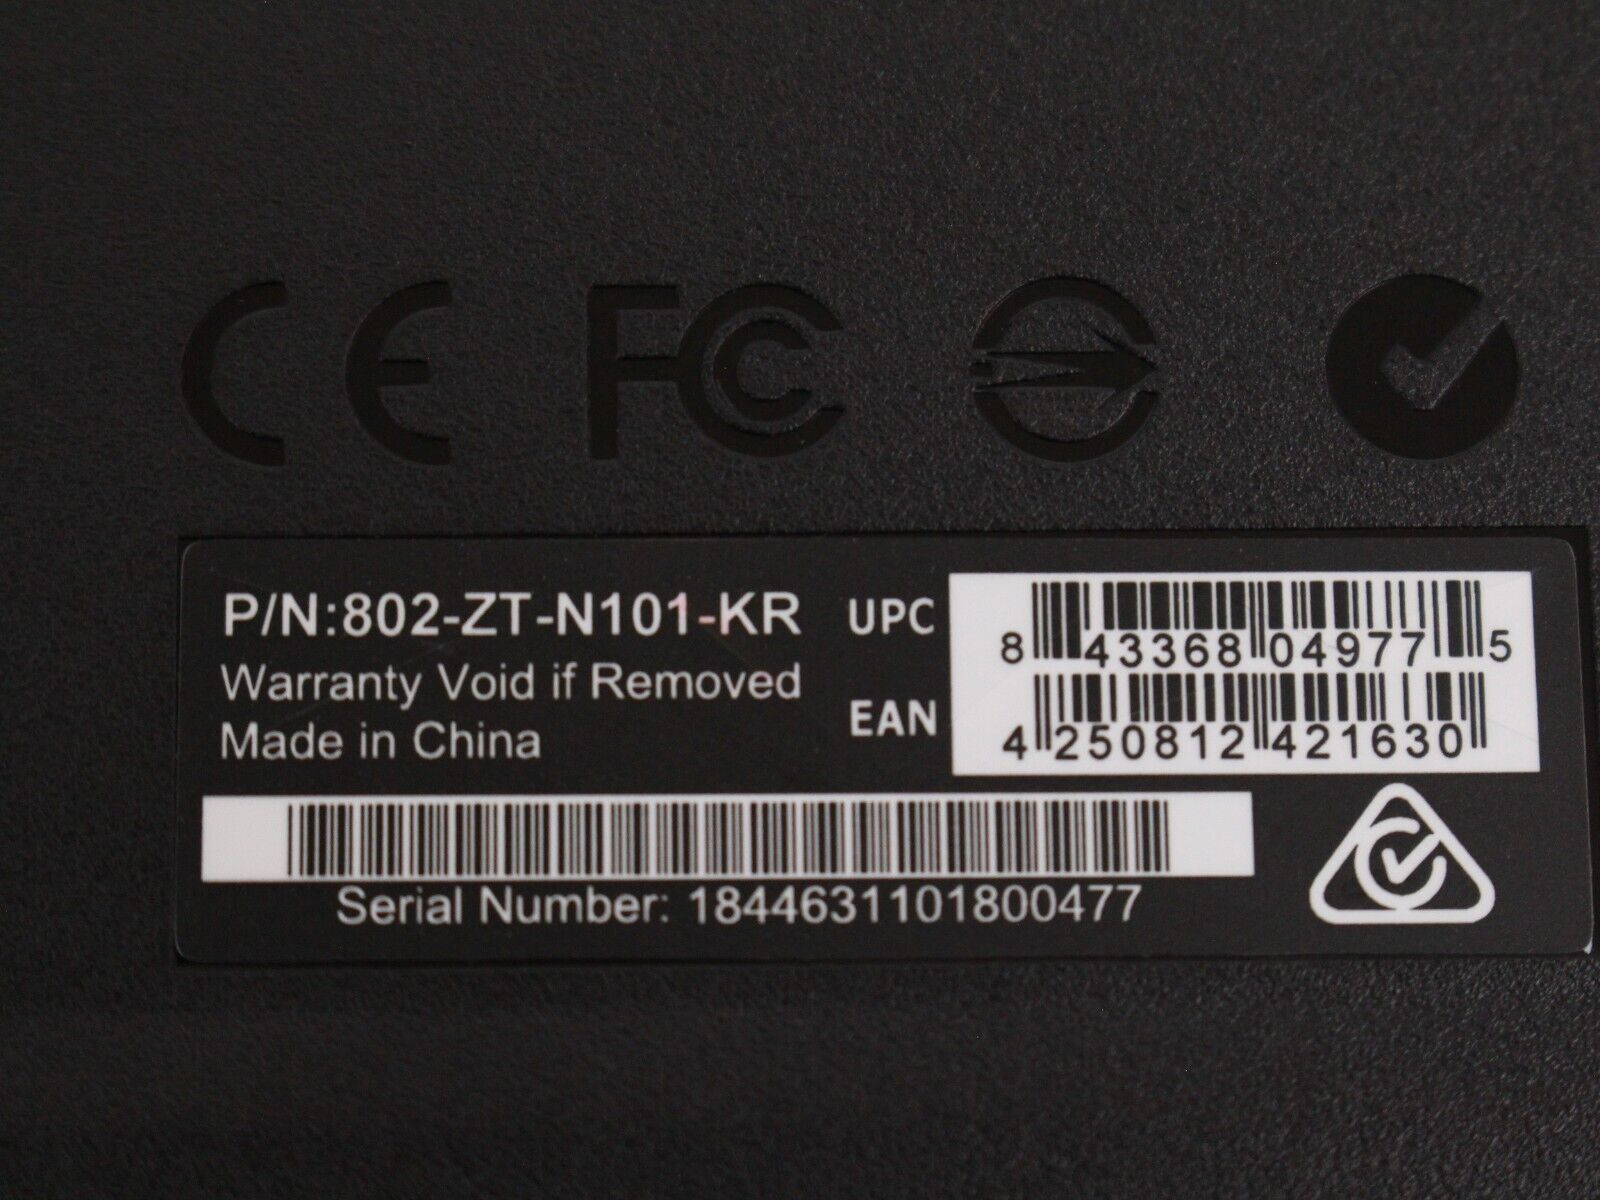 CE FC
P/N:802-ZT-N101-KR
Warranty Void if Removed
Made in China
UPC
8 43368 04977 5
EAN
4 250812 421630
Serial Number: 1844631101800477